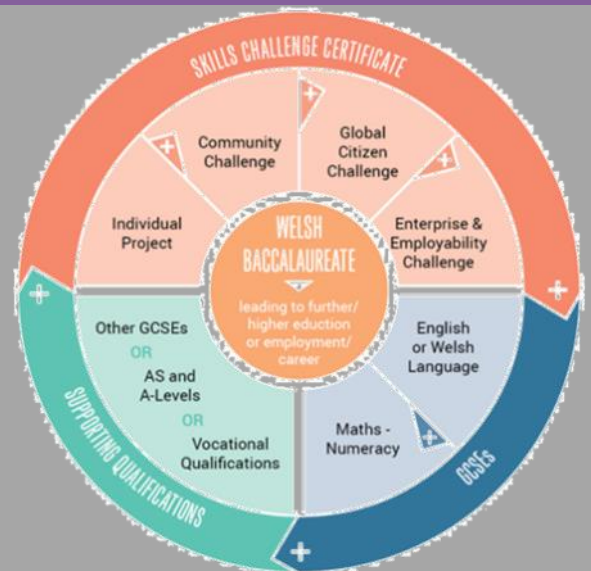 SKILLS CHALLENGE CERTIFICATE
Community
Challenge
Global
Citizen
Challenge
Individual
Project
Enterprise &
Employability
Challenge
WELSH
BACCALAUREATE
leading to further/
higher eduction
or employment/
career
Other GCSEs
OR
AS and
A-Levels
OR
Vocational
Qualifications
English
or Welsh
Language
Maths -
Numeracy
SUPPORTING QUALIFICATIONS
GCSEs